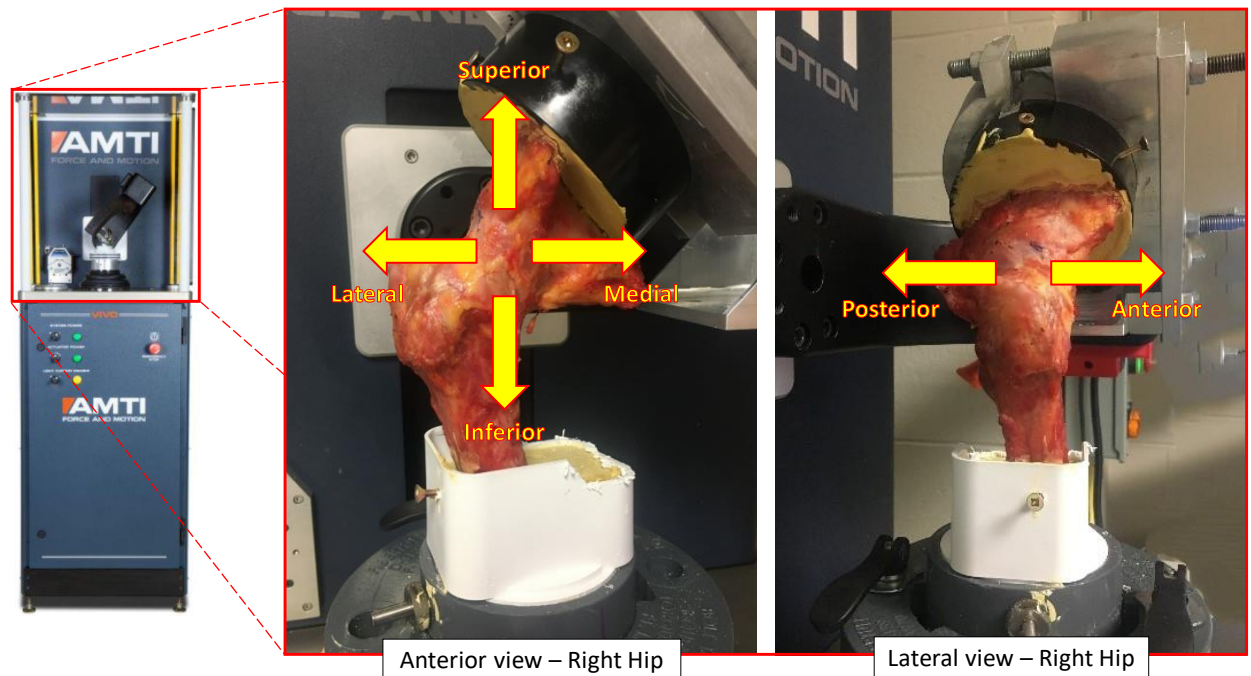 AMTI
FORCE AND MOTION
VIVO
AMTI
FORCE AND MOTION
Superior
Lateral
Medial
Inferior
Anterior view – Right Hip
OTION
Posterior
Anterior
Lateral view – Right Hip